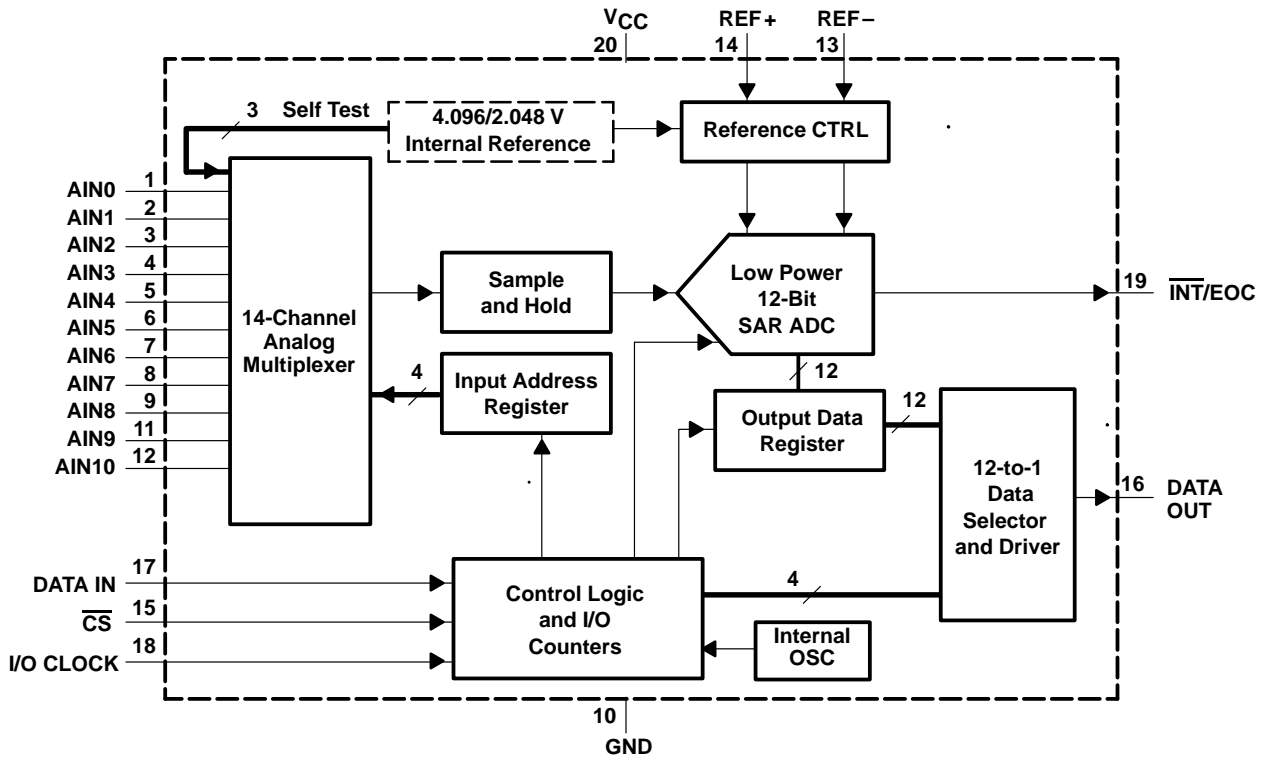 VCC
REF+
REF−
20
14
13
3 Self Test
4.096/2.048 V
Internal Reference
Reference CTRL
AIN0 1
AIN1 2
AIN2 3
AIN3 4
AIN4 5
AIN5 6
AIN6 7
AIN7 8
AIN8 9
AIN9 11
AIN10 12
14-Channel
Analog
Multiplexer
Sample
and Hold
Low Power
12-Bit
SAR ADC
19
INT/EOC
4
Input Address
Register
12
Output Data
Register
12
12-to-1
Data
Selector
and Driver
16
DATA
OUT
DATA IN 17
CS 15
I/O CLOCK 18
Control Logic
and I/O
Counters
4
Internal
OSC
10
GND